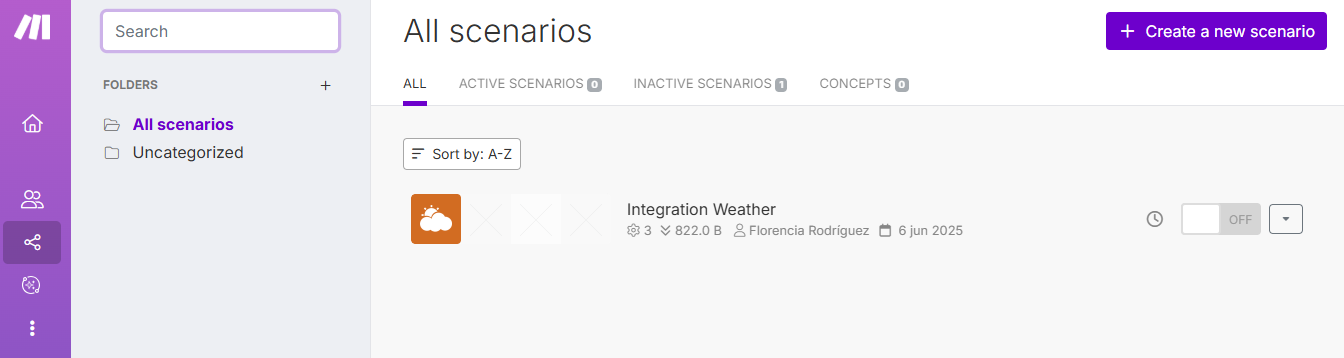 Search
FOLDERS
All scenarios
Uncategorized
All scenarios
Create a new scenario
ALL ACTIVE SCENARIOS 0 INACTIVE SCENARIOS 1 CONCEPTS 0
Sort by: A-Z
Integration Weather
3 822.0 B Florencia Rodríguez 6 jun 2025
OFF